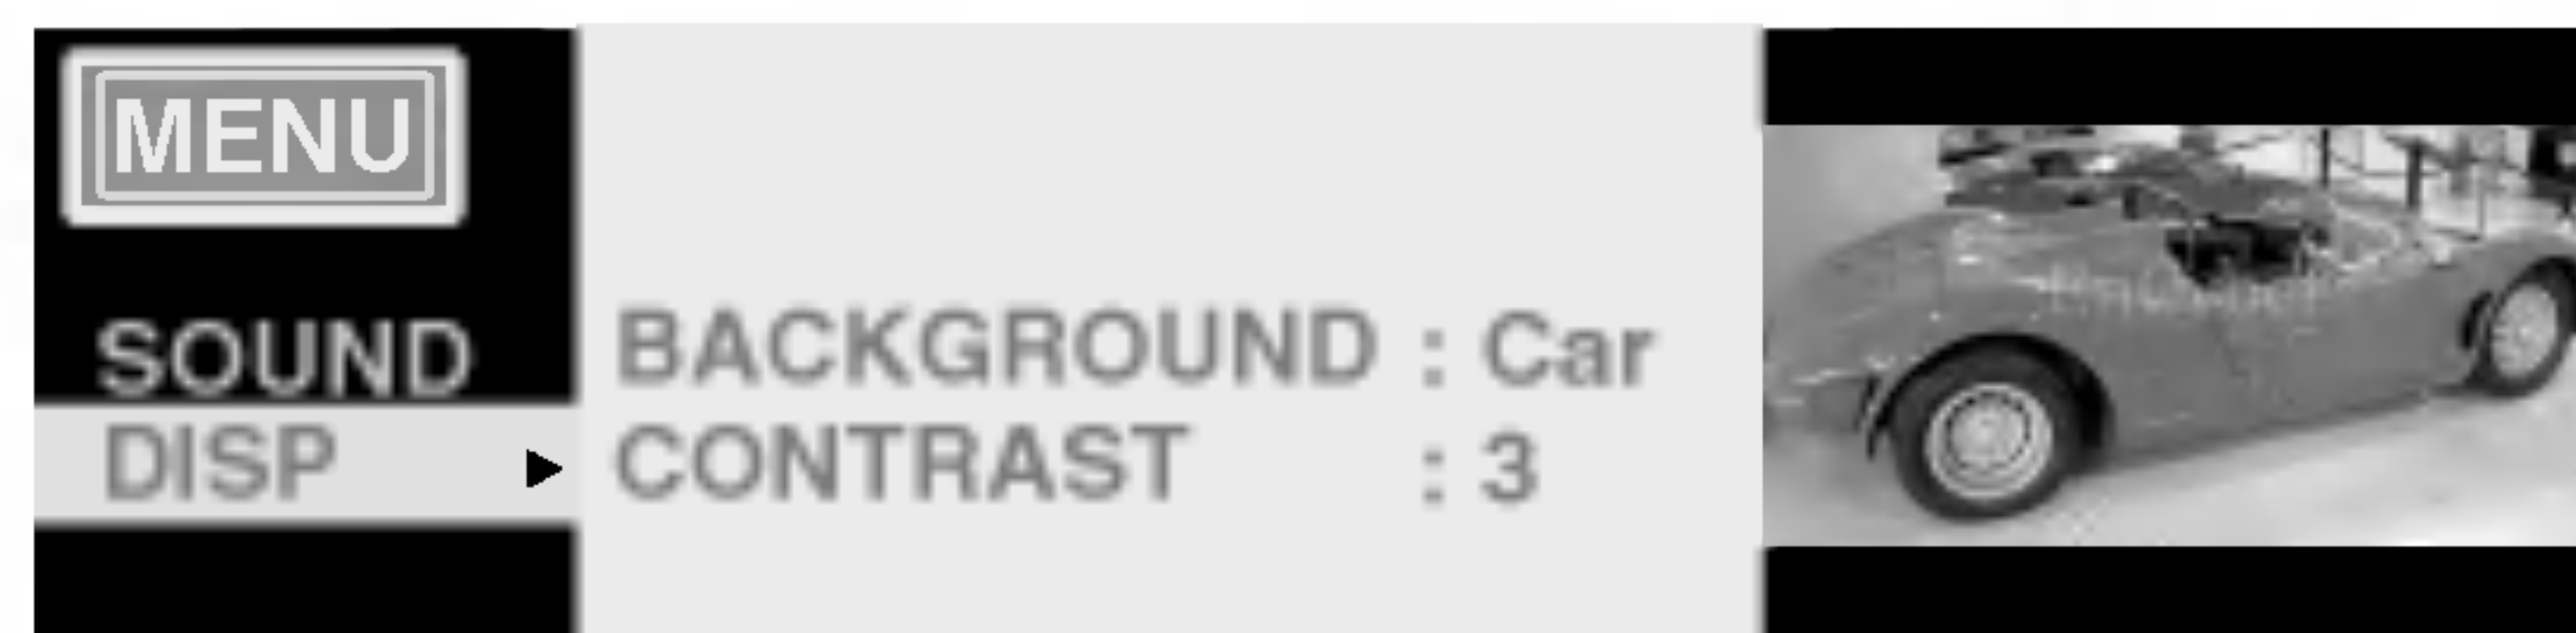 MENU
SOUND
DISP ▶
BACKGROUND : Car
CONTRAST : 3